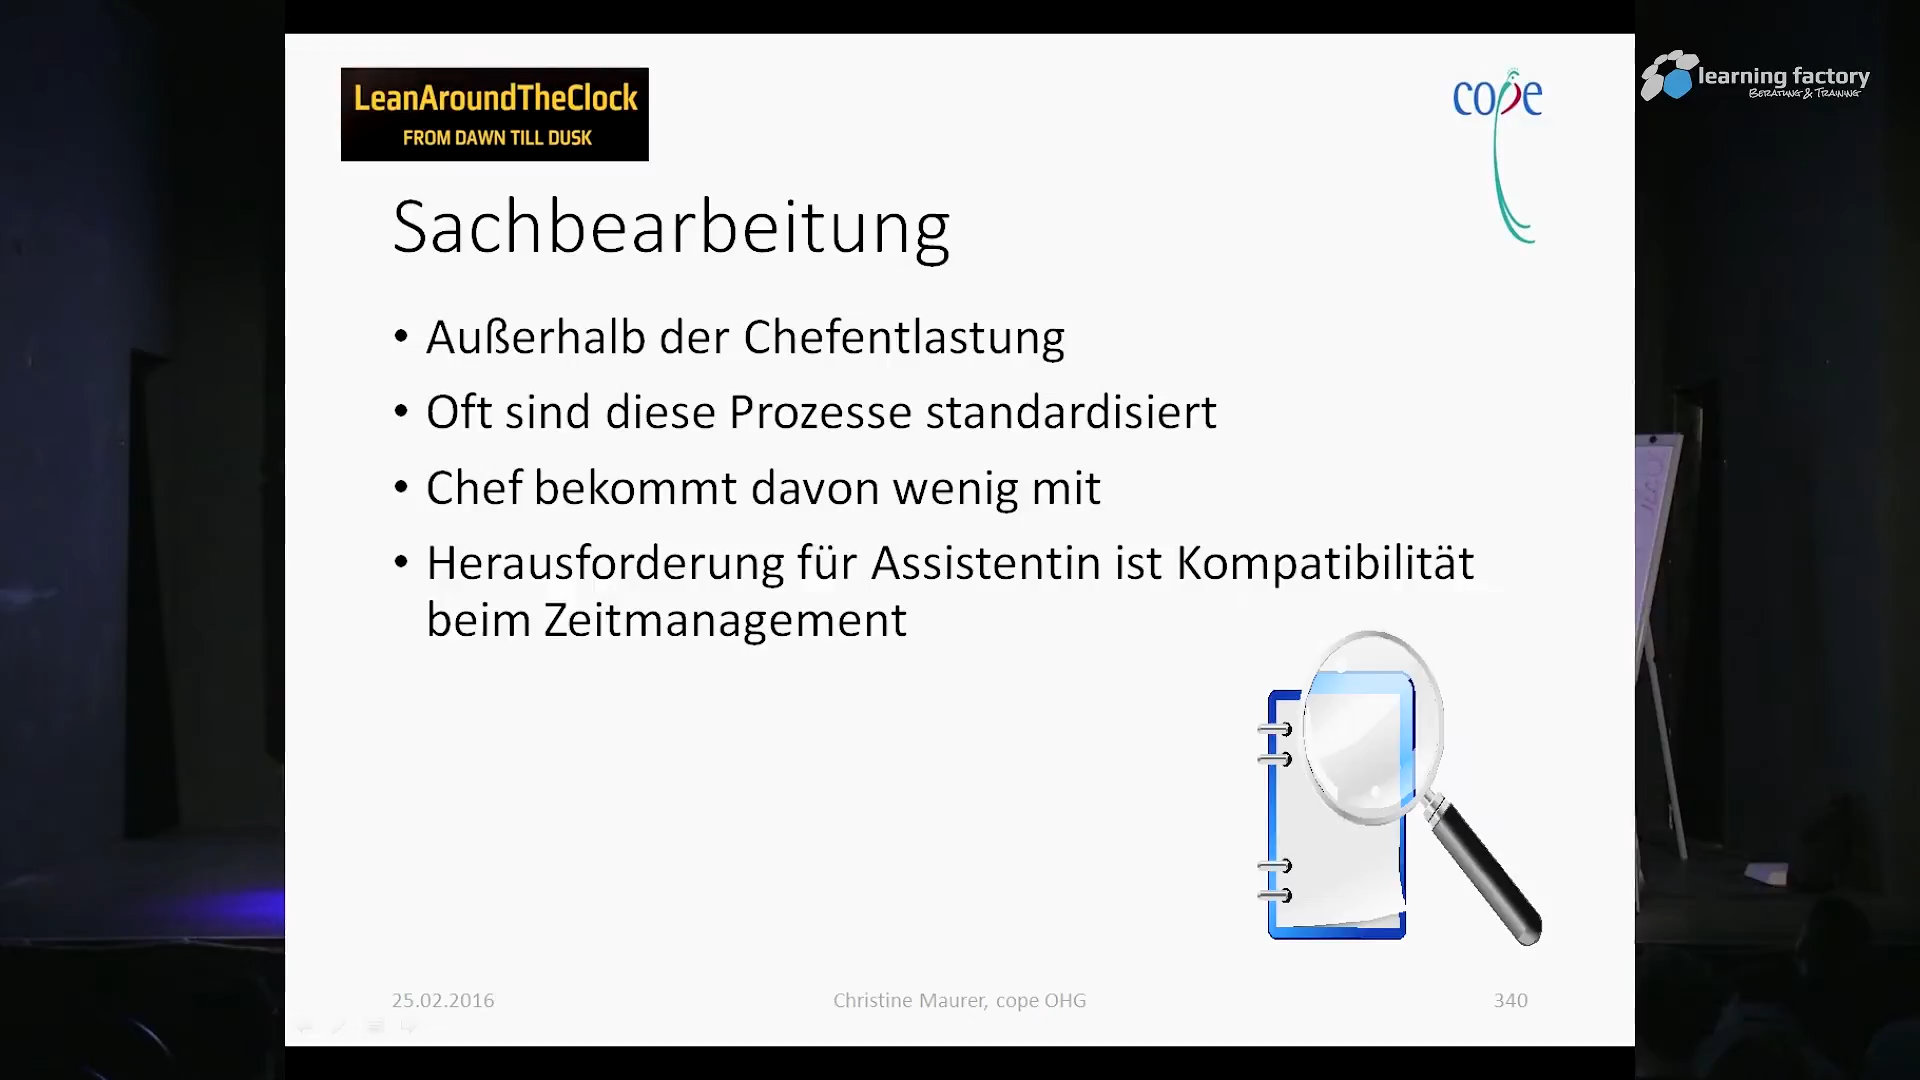 LeanAroundTheClock
FROM DAWN TILL DUSK
cope
learning factory
BERATUNG & TRAINING
Sachbearbeitung
• Außerhalb der Chefentlastung
• Oft sind diese Prozesse standardisiert
• Chef bekommt davon wenig mit
• Herausforderung für Assistentin ist Kompatibilität
beim Zeitmanagement
25.02.2016
Christine Maurer, cope OHG
340